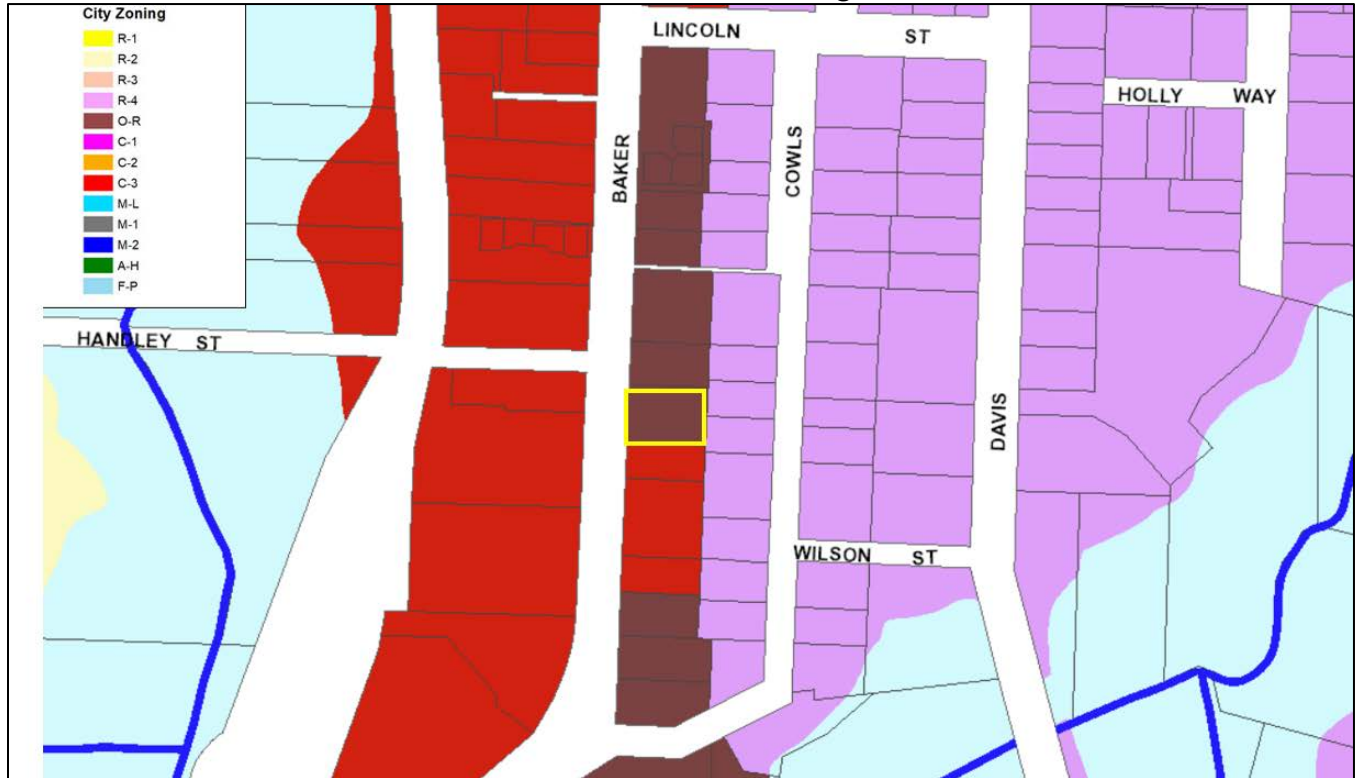 City Zoning
R-1
R-2
R-3
R-4
O-R
C-1
C-2
C-3
M-L
M-1
M-2
A-H
F-P
LINCOLN ST
HOLLY WAY
BAKER
COWLS
HANDLEY ST
DAVIS
WILSON ST